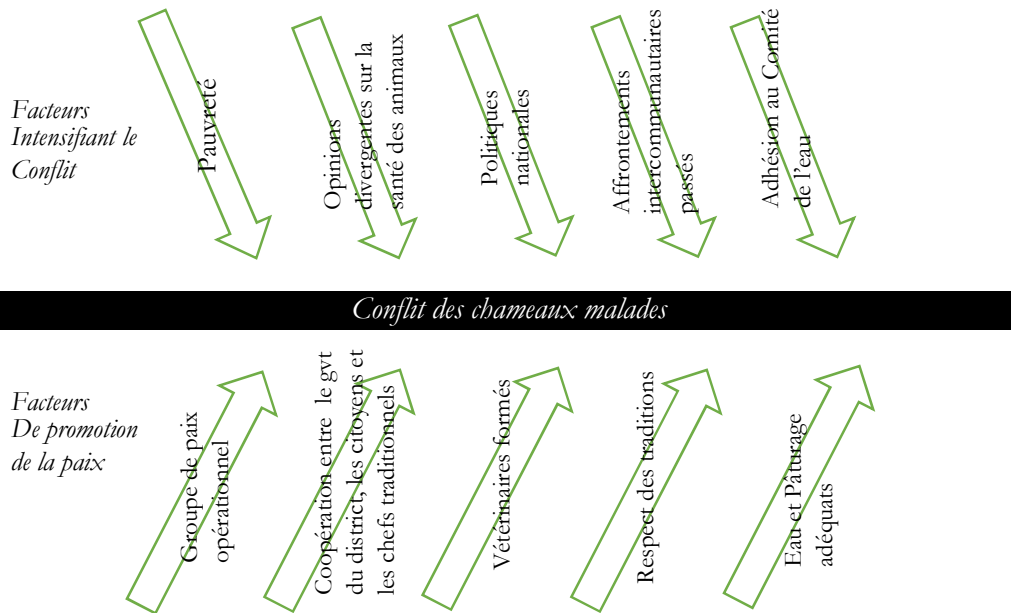 Facteurs
Intensifiant le
Conflit
Pauvreté
Opinions
divergentes sur la
santé des animaux
Politiques
nationales
Affrontements
intercommunautaires
passés
Adhésion au Comité
de l'eau
Conflit des chameaux malades
Facteurs
De promotion
de la paix
Groupe de paix
opérationnel
Coopération entre le gvt
du district, les citoyens et
les chefs traditionnels
Vétérinaires formés
Respect des traditions
Eau et Pâturage
adéquats